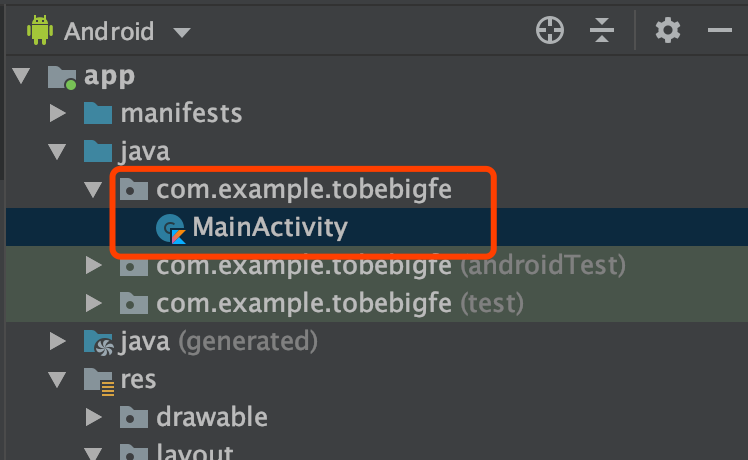 Android
app
manifests
java
com.example.tobebigfe
MainActivity
com.example.tobebigfe (androidTest)
com.example.tobebigfe (test)
java (generated)
res
drawable
layout